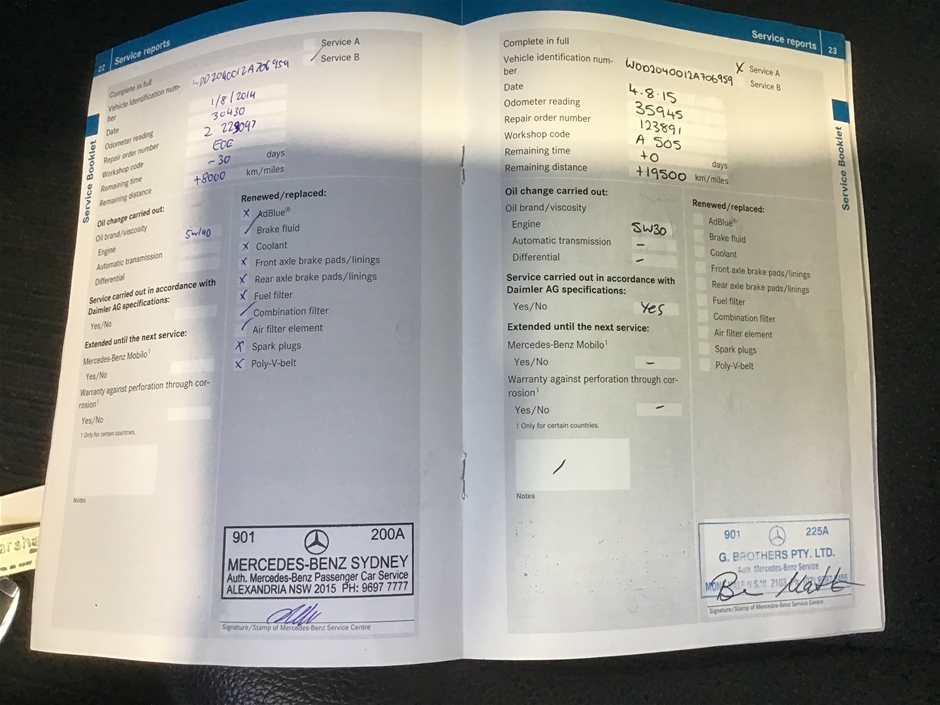 22 Service reports
Complete in full
Service A
/ Service B
Vehicle identification num-
ber
WDD2040012A706959
Date
1/8/2014
Odometer reading
30430
Repair order number
Workshop code
EOE
Remaining time
-30 days
Remaining distance
+8000 km/miles
Oil change carried out:
Oil brand/viscosity
Engine
5w/40
Automatic transmission
Differential
Service carried out in accordance with
Daimler AG specifications:
Yes/No
Extended until the next service:
Mercedes-Benz Mobilo¹
Yes/No
Warranty against perforation through cor-
rosion¹
Yes/No
¹ Only for certain countries.
Notes
Renewed/replaced:
X AdBlue®
/ Brake fluid
X Coolant
X Front axle brake pads/linings
X Rear axle brake pads/linings
X Fuel filter
/ Combination filter
/ Air filter element
X Spark plugs
X Poly-V-belt
901 200A
MERCEDES-BENZ SYDNEY
Auth. Mercedes-Benz Passenger Car Service
ALEXANDRIA NSW 2015 PH: 9697 7777
Signature/Stamp of Mercedes-Benz Service Centre
Service Booklet
Service reports 23
Complete in full
X Service A
Service B
Vehicle identification num-
ber
WDD2040012A706959
Date
4.8.15
Odometer reading
35945
Repair order number
123891
Workshop code
A 505
Remaining time
+0 days
Remaining distance
+19500 km/miles
Oil change carried out:
Oil brand/viscosity
Engine
5W30
Automatic transmission
–
Differential
–
Service carried out in accordance with
Daimler AG specifications:
Yes/No
Yes
Extended until the next service:
Mercedes-Benz Mobilo¹
Yes/No
–
Warranty against perforation through cor-
rosion¹
Yes/No
–
¹ Only for certain countries.
/
Notes
Renewed/replaced:
AdBlue®
Brake fluid
Coolant
Front axle brake pads/linings
Rear axle brake pads/linings
Fuel filter
Combination filter
Air filter element
Spark plugs
Poly-V-belt
901 225A
G. BROTHERS PTY. LTD.
Auth Mercedes-Benz Service
N.S.W. 2103
Signature/Stamp of Mercedes-Benz Service Centre
Service Booklet